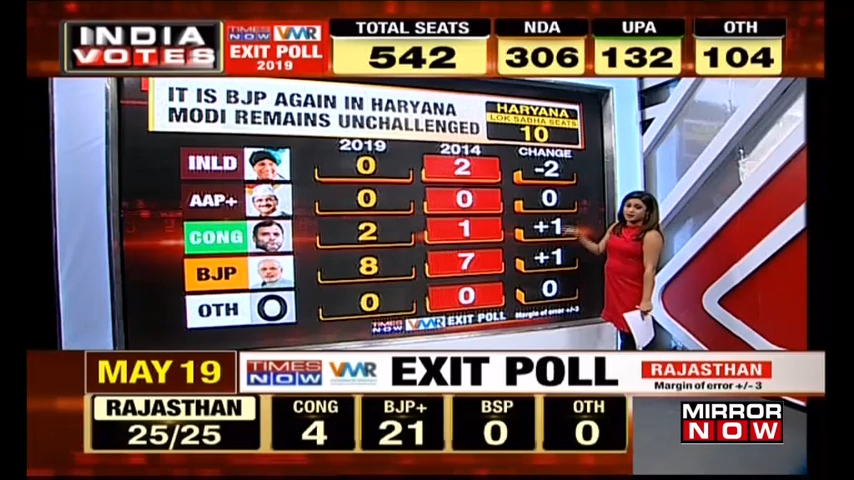 INDIA
VOTES
TIMES NOW VMR
EXIT POLL
2019
TOTAL SEATS
542
NDA
306
UPA
132
OTH
104
IT IS BJP AGAIN IN HARYANA
MODI REMAINS UNCHALLENGED
HARYANA
LOK SABHA SEATS
10
2019 2014 CHANGE
INLD 0 2 -2
AAP+ 0 0 0
CONG 2 1 +1
BJP 8 7 +1
OTH 0 0 0
TIMES NOW VMR EXIT POLL Margin of error +/-3
MAY 19
TIMES NOW
VMR
EXIT POLL
RAJASTHAN
Margin of error +/- 3
RAJASTHAN
25/25
CONG
4
BJP+
21
BSP
0
OTH
0
MIRROR
NOW